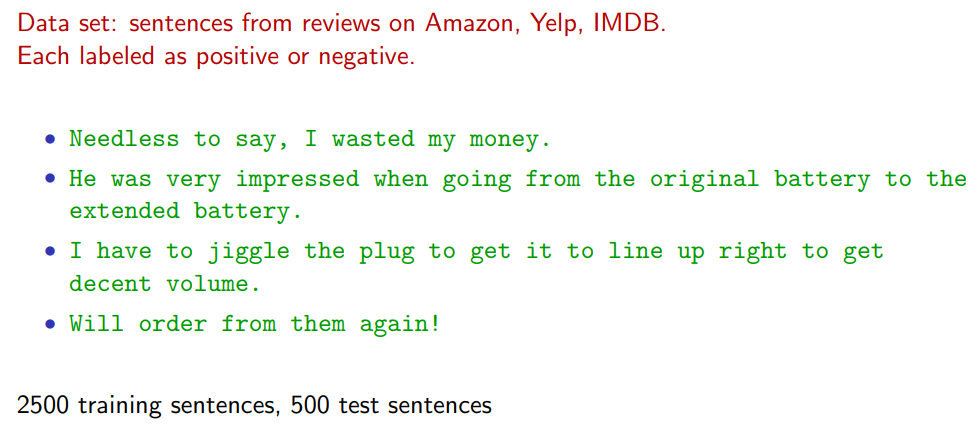 Data set: sentences from reviews on Amazon, Yelp, IMDB.
Each labeled as positive or negative.
• Needless to say, I wasted my money.
• He was very impressed when going from the original battery to the
extended battery.
• I have to jiggle the plug to get it to line up right to get
decent volume.
• Will order from them again!
2500 training sentences, 500 test sentences